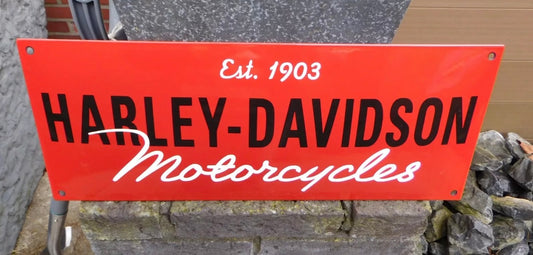 Est. 1903
HARLEY-DAVIDSON
Motorcycles